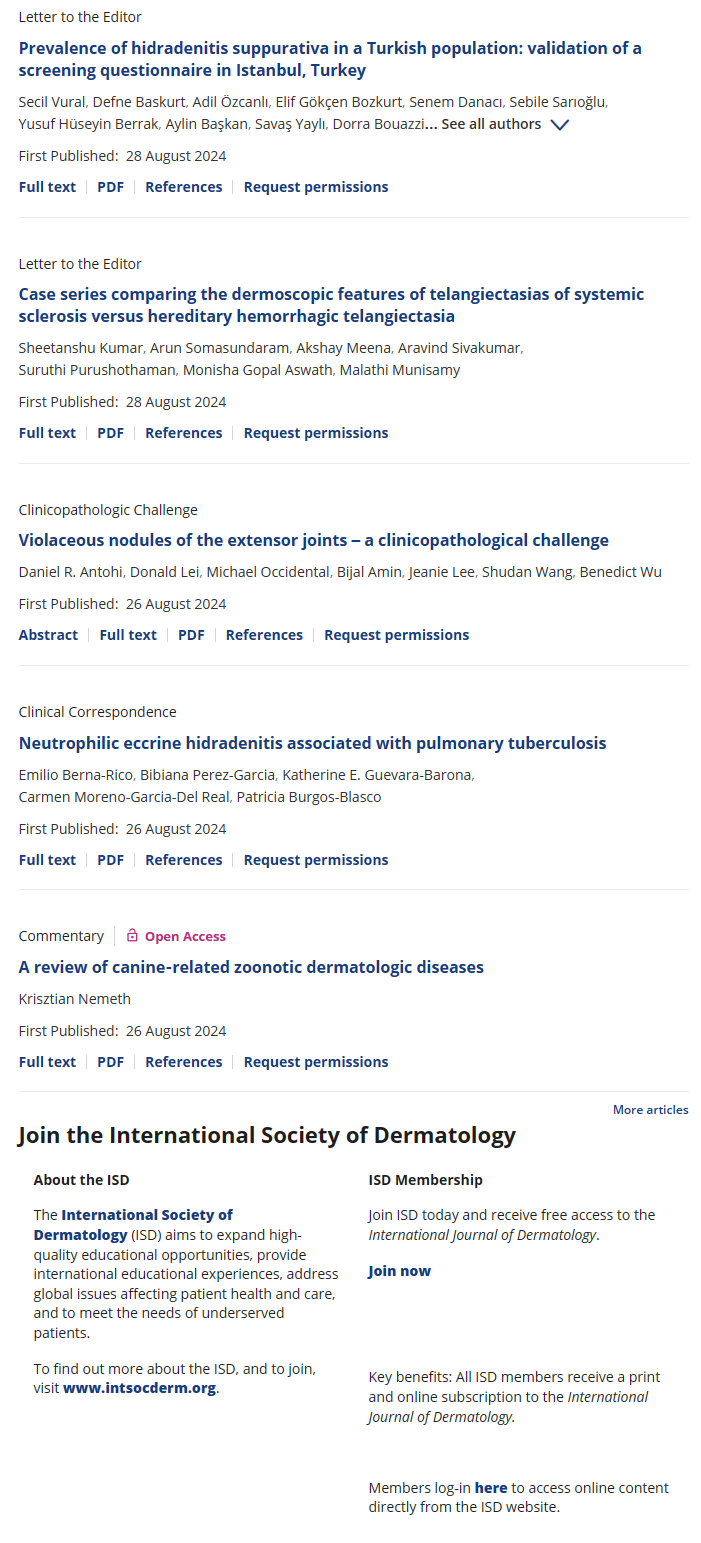 Letter to the Editor
Prevalence of hidradenitis suppurativa in a Turkish population: validation of a
screening questionnaire in Istanbul, Turkey
Secil Vural, Defne Baskurt, Adil Özcanlı, Elif Gökçen Bozkurt, Senem Danacı, Sebile Sarıoğlu,
Yusuf Hüseyin Berrak, Aylin Başkan, Savaş Yaylı, Dorra Bouazzi... See all authors
First Published: 28 August 2024
Full text PDF References Request permissions
Letter to the Editor
Case series comparing the dermoscopic features of telangiectasias of systemic
sclerosis versus hereditary hemorrhagic telangiectasia
Sheetanshu Kumar, Arun Somasundaram, Akshay Meena, Aravind Sivakumar,
Suruthi Purushothaman, Monisha Gopal Aswath, Malathi Munisamy
First Published: 28 August 2024
Full text PDF References Request permissions
Clinicopathologic Challenge
Violaceous nodules of the extensor joints – a clinicopathological challenge
Daniel R. Antohi, Donald Lei, Michael Occidental, Bijal Amin, Jeanie Lee, Shudan Wang, Benedict Wu
First Published: 26 August 2024
Abstract Full text PDF References Request permissions
Clinical Correspondence
Neutrophilic eccrine hidradenitis associated with pulmonary tuberculosis
Emilio Berna-Rico, Bibiana Perez-Garcia, Katherine E. Guevara-Barona,
Carmen Moreno-Garcia-Del Real, Patricia Burgos-Blasco
First Published: 26 August 2024
Full text PDF References Request permissions
Commentary Open Access
A review of canine-related zoonotic dermatologic diseases
Krisztian Nemeth
First Published: 26 August 2024
Full text PDF References Request permissions
More articles
Join the International Society of Dermatology
About the ISD
The International Society of
Dermatology (ISD) aims to expand high-
quality educational opportunities, provide
international educational experiences, address
global issues affecting patient health and care,
and to meet the needs of underserved
patients.
To find out more about the ISD, and to join,
visit www.intsocderm.org.
ISD Membership
Join ISD today and receive free access to the
International Journal of Dermatology.
Join now
Key benefits: All ISD members receive a print
and online subscription to the International
Journal of Dermatology.
Members log-in here to access online content
directly from the ISD website.